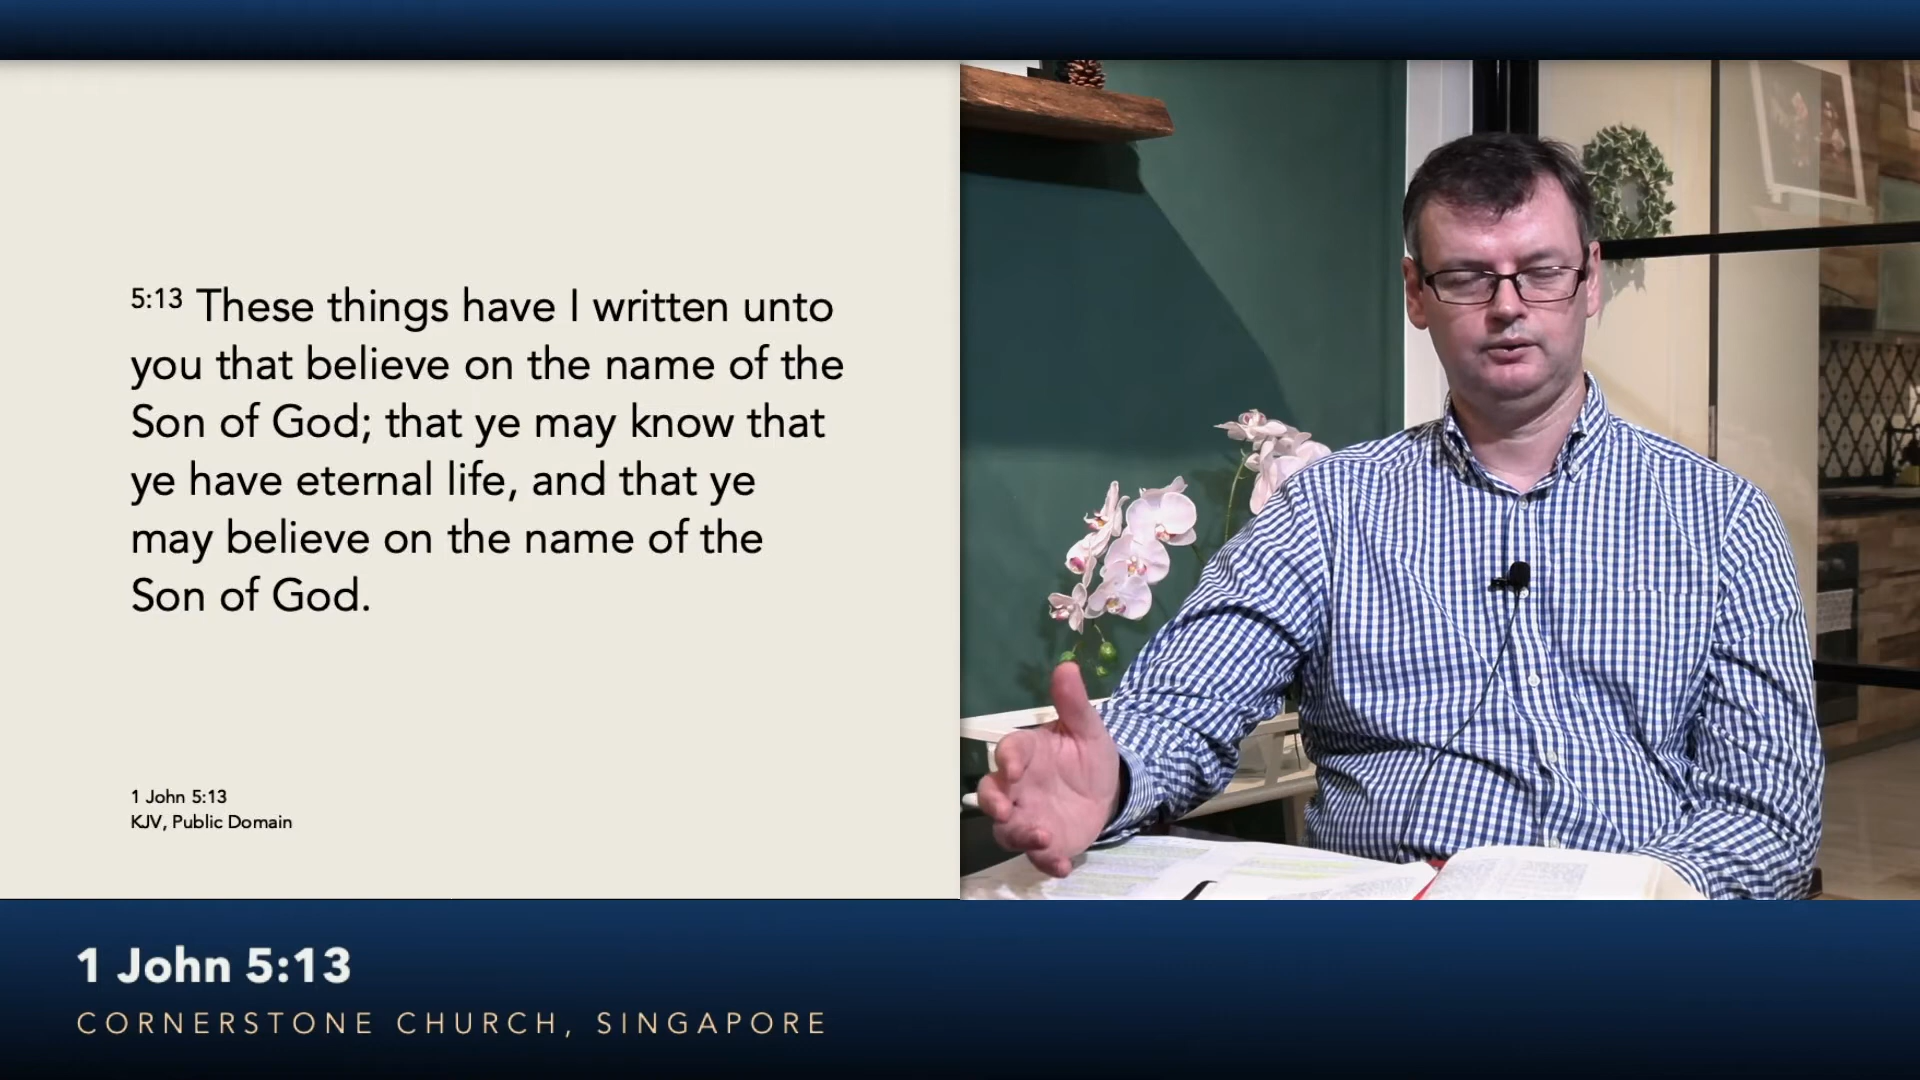 5:13 These things have I written unto
you that believe on the name of the
Son of God; that ye may know that
ye have eternal life, and that ye
may believe on the name of the
Son of God.
1 John 5:13
KJV, Public Domain
1 John 5:13
CORNERSTONE CHURCH, SINGAPORE